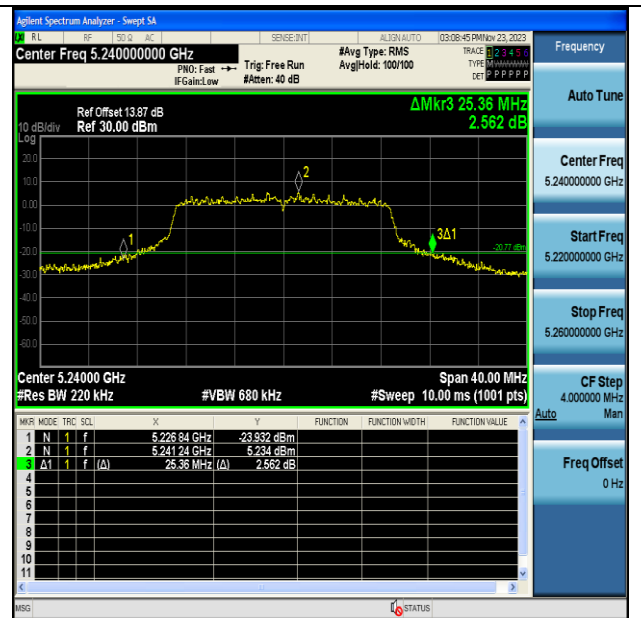 Agilent Spectrum Analyzer - Swept SA
RL RF 50 Ω AC SENSE:INT ALIGN AUTO 03:08:45 PM Nov 23, 2023
Center Freq 5.240000000 GHz
PNO: Fast
IFGain:Low
Trig: Free Run
#Atten: 40 dB
#Avg Type: RMS
Avg|Hold: 100/100
TRACE 1 2 3 4 5 6
TYPE M W W W W W
DET P P P P P P
10 dB/div
Log
Ref Offset 13.87 dB
Ref 30.00 dBm
ΔMkr3 25.36 MHz
2.562 dB
20.0
10.0
0.00
-10.0
-20.0
-30.0
-40.0
-50.0
-60.0
1
2
3Δ1
-20.77 dBm
Center 5.24000 GHz Span 40.00 MHz
#Res BW 220 kHz #VBW 680 kHz #Sweep 10.00 ms (1001 pts)
MKR MODE TRC SCL X Y FUNCTION FUNCTION WIDTH FUNCTION VALUE
1 N 1 f 5.226 84 GHz -23.932 dBm
2 N 1 f 5.241 24 GHz 5.234 dBm
3 Δ1 1 f (Δ) 25.36 MHz (Δ) 2.562 dB
4
5
6
7
8
9
10
11
MSG STATUS
Frequency
Auto Tune
Center Freq
5.240000000 GHz
Start Freq
5.220000000 GHz
Stop Freq
5.260000000 GHz
CF Step
4.000000 MHz
Auto Man
Freq Offset
0 Hz